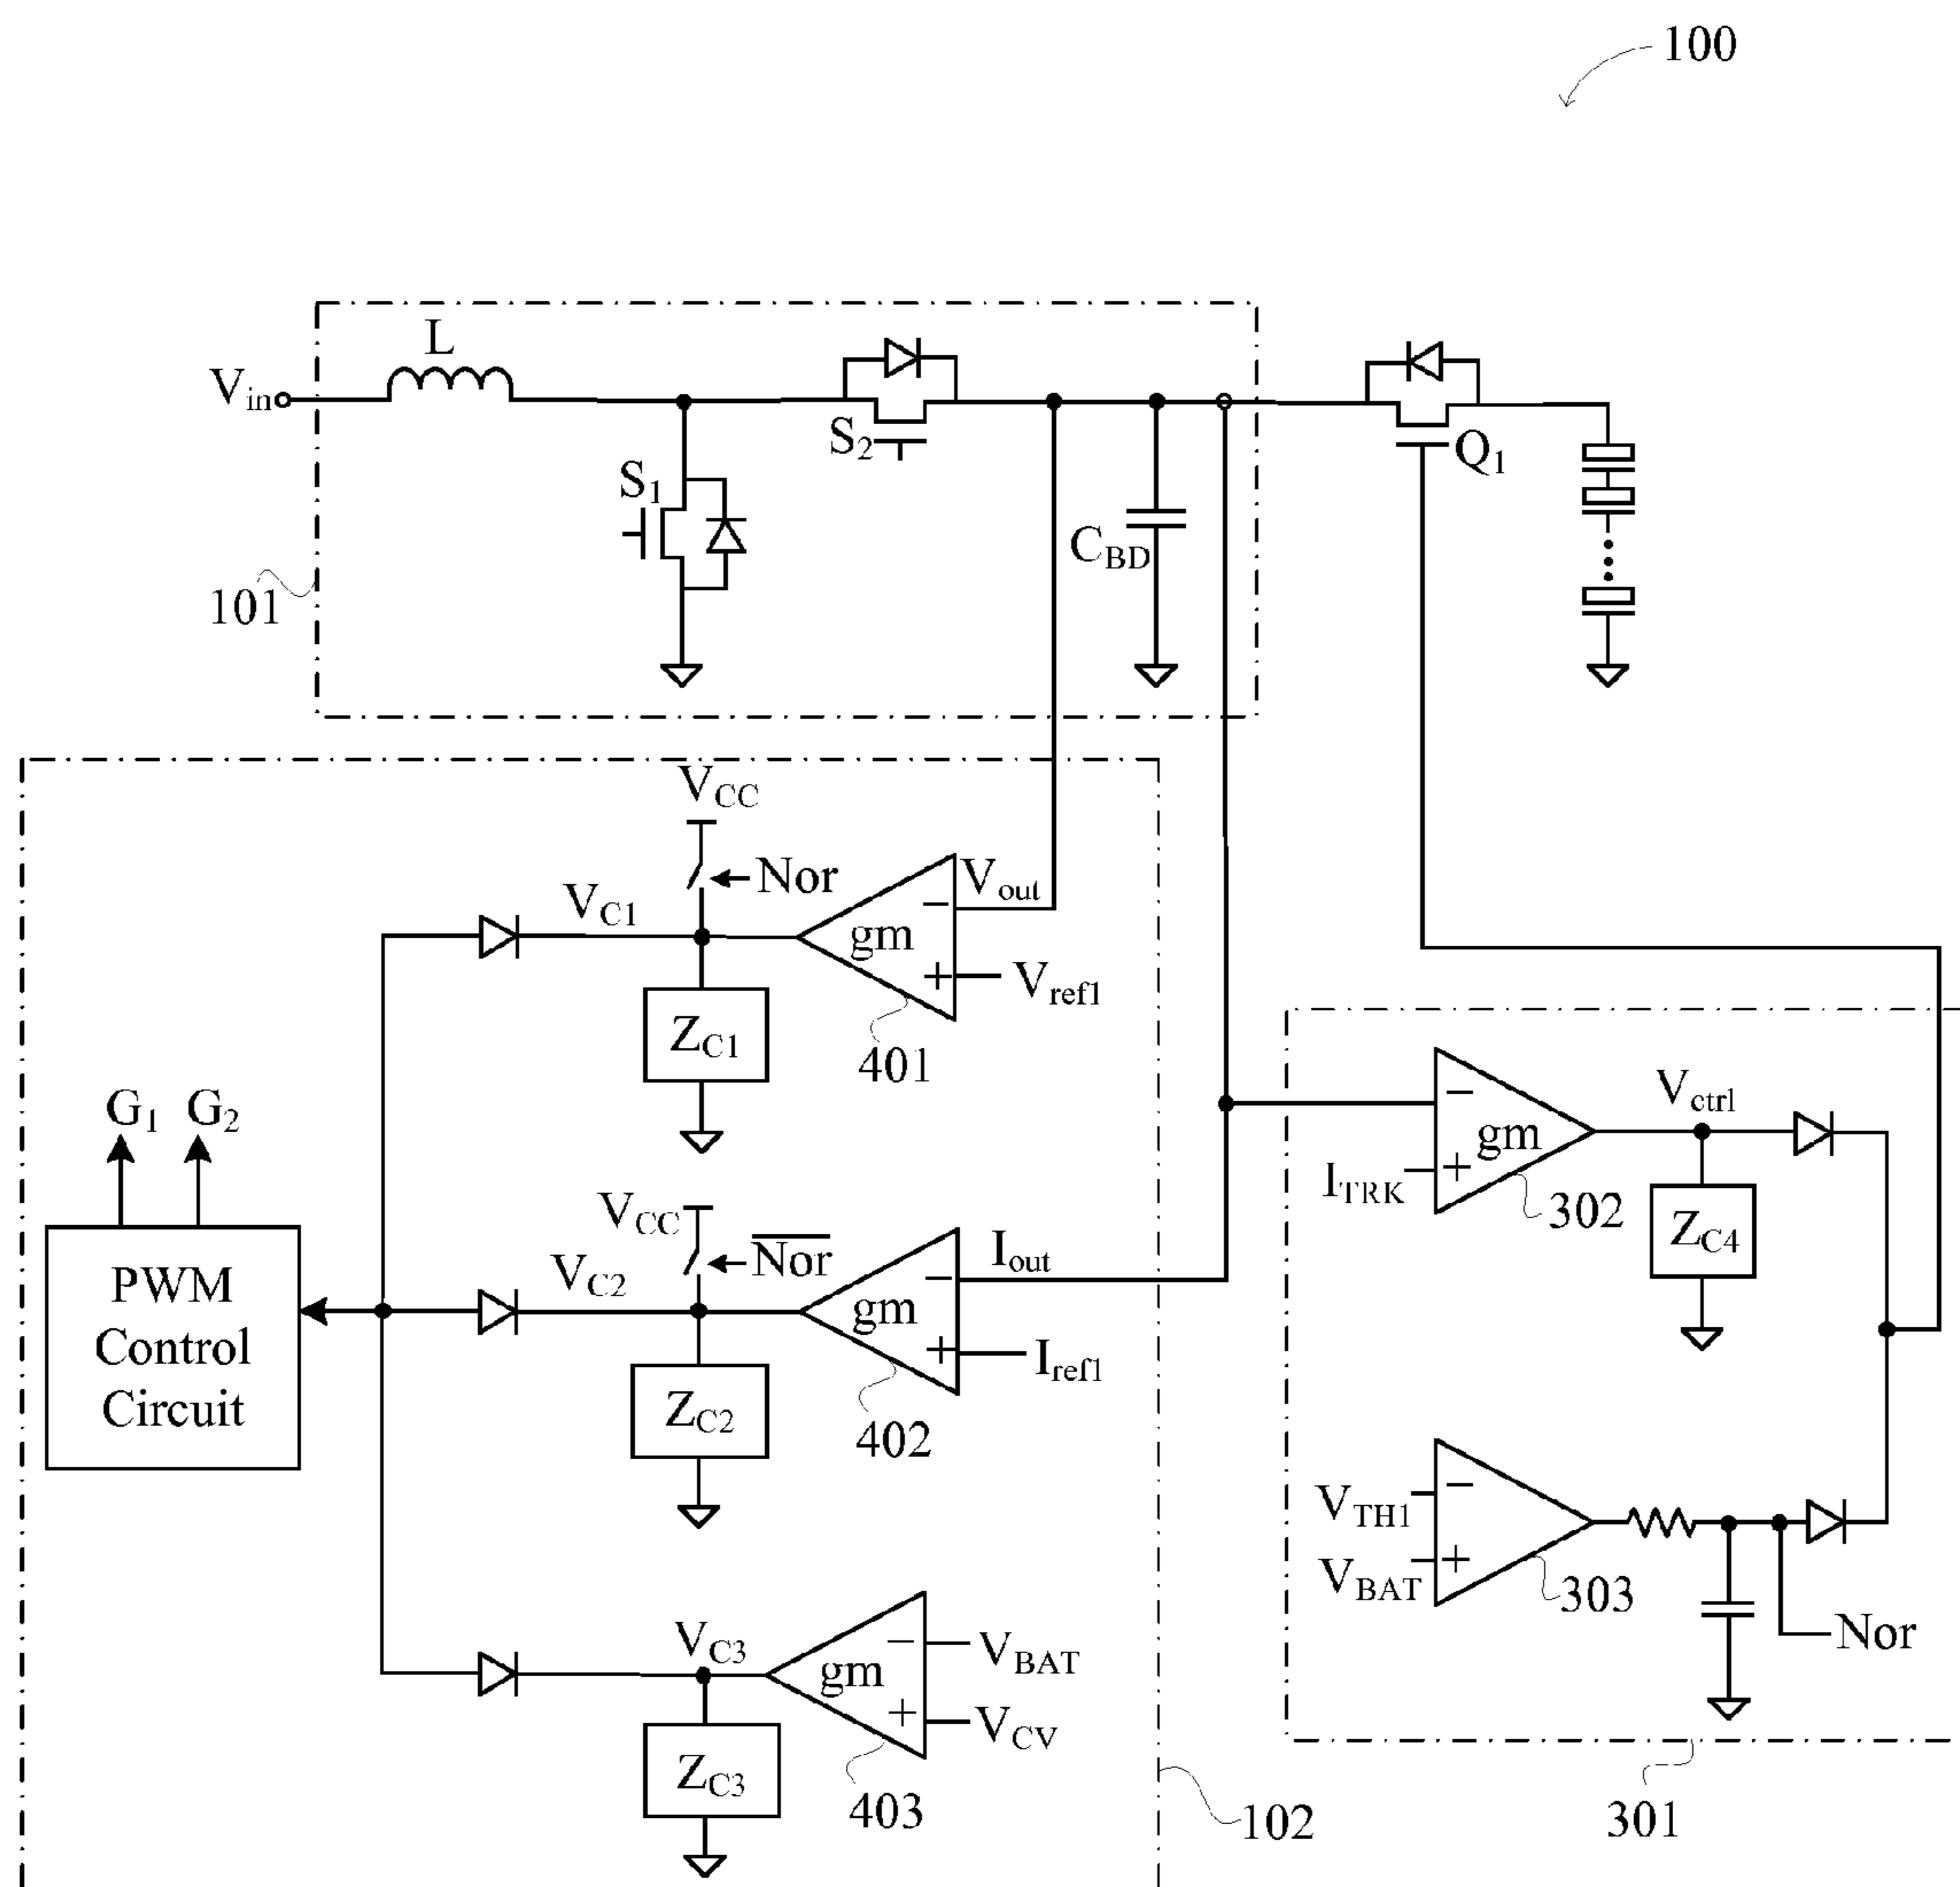 100
L
Vin
S2
Q1
S1
CBD
101
VCC
Nor
Vout
VC1
gm
Vref1
ZC1
401
G1 G2
Vctrl
gm
ITRK
302
ZC4
VCC
Nor
Iout
VC2
gm
Iref1
PWM
Control
Circuit
ZC2
402
VTH1
VBAT
303
Nor
VC3
gm
VBAT
VCV
ZC3
403
102
301